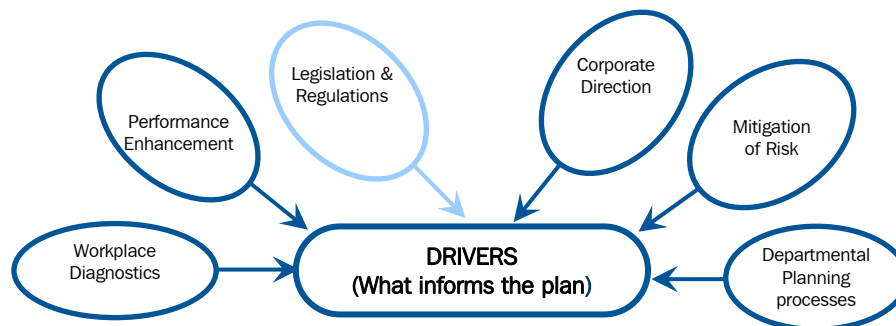 Legislation &
Regulations
Corporate
Direction
Performance
Enhancement
Mitigation
of Risk
Workplace
Diagnostics
DRIVERS
(What informs the plan)
Departmental
Planning
processes